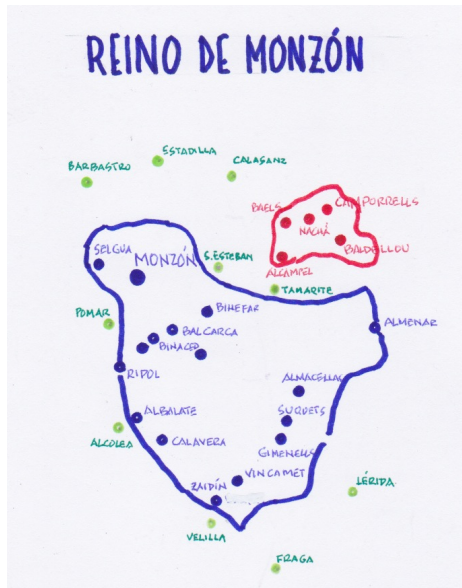 REINO DE MONZÓN
ESTADILLA
BARBASTRO
CALASANZ
BAELS
CAMPORRELLS
NACHÁ
BALDELLOU
ALCAMPEL
SELGUA
MONZÓN
S.ESTEBAN
TAMARITE
POMAR
BINEFAR
ALMENAR
BALCARCA
BINACED
RIPOL
ALMACELLAS
ALBALATE
SUQUETS
ALCOLEA
CALAVERA
GIMENELLS
VINCAMET
ZAIDÍN
LÉRIDA
VELILLA
FRAGA